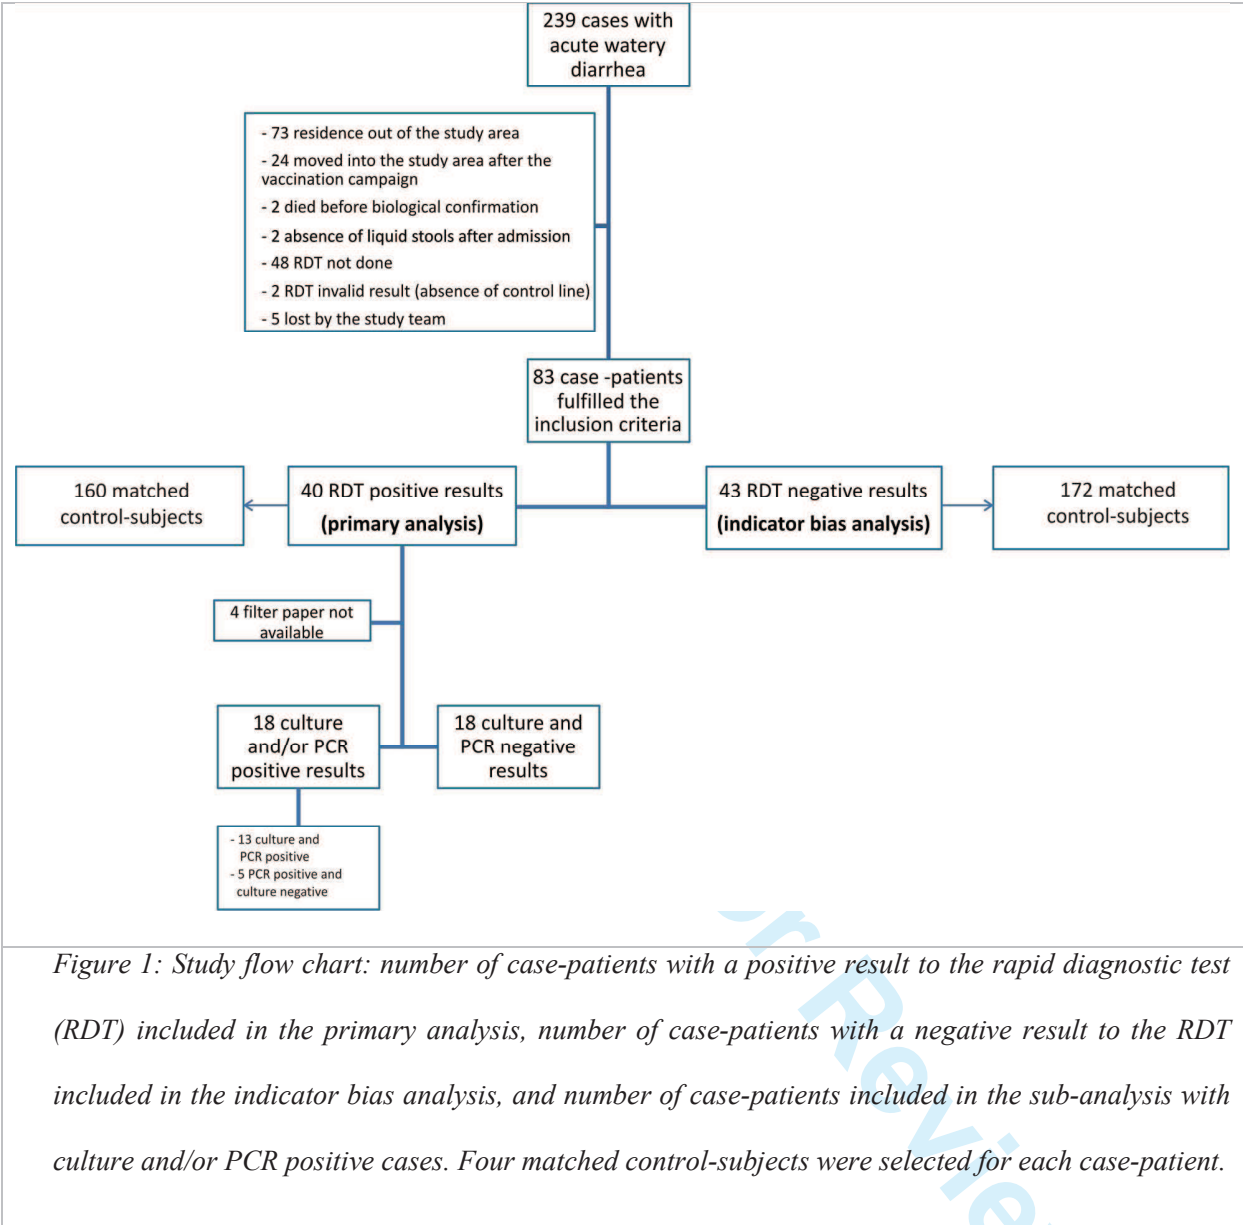 239 cases with
acute watery
diarrhea
- 73 residence out of the study area
- 24 moved into the study area after the
vaccination campaign
- 2 died before biological confirmation
- 2 absence of liquid stools after admission
- 48 RDT not done
- 2 RDT invalid result (absence of control line)
- 5 lost by the study team
83 case -patients
fulfilled the
inclusion criteria
160 matched
control-subjects
40 RDT positive results
(primary analysis)
43 RDT negative results
(indicator bias analysis)
172 matched
control-subjects
4 filter paper not
available
18 culture
and/or PCR
positive results
18 culture and
PCR negative
results
- 13 culture and
PCR positive
- 5 PCR positive and
culture negative
Figure 1: Study flow chart: number of case-patients with a positive result to the rapid diagnostic test
(RDT) included in the primary analysis, number of case-patients with a negative result to the RDT
included in the indicator bias analysis, and number of case-patients included in the sub-analysis with
culture and/or PCR positive cases. Four matched control-subjects were selected for each case-patient.